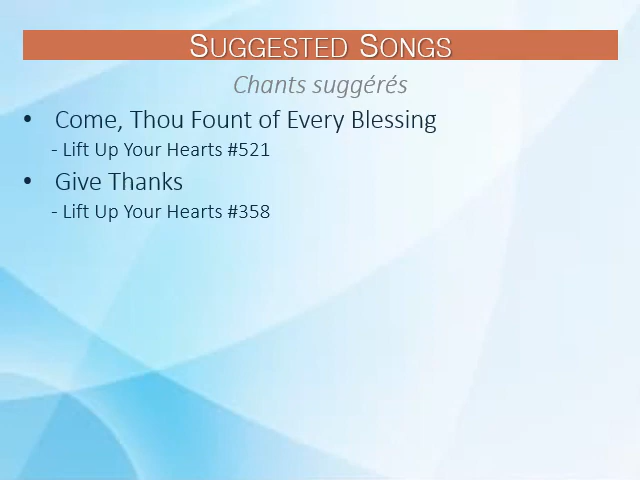 SUGGESTED SONGS
Chants suggérés
• Come, Thou Fount of Every Blessing
- Lift Up Your Hearts #521
• Give Thanks
- Lift Up Your Hearts #358